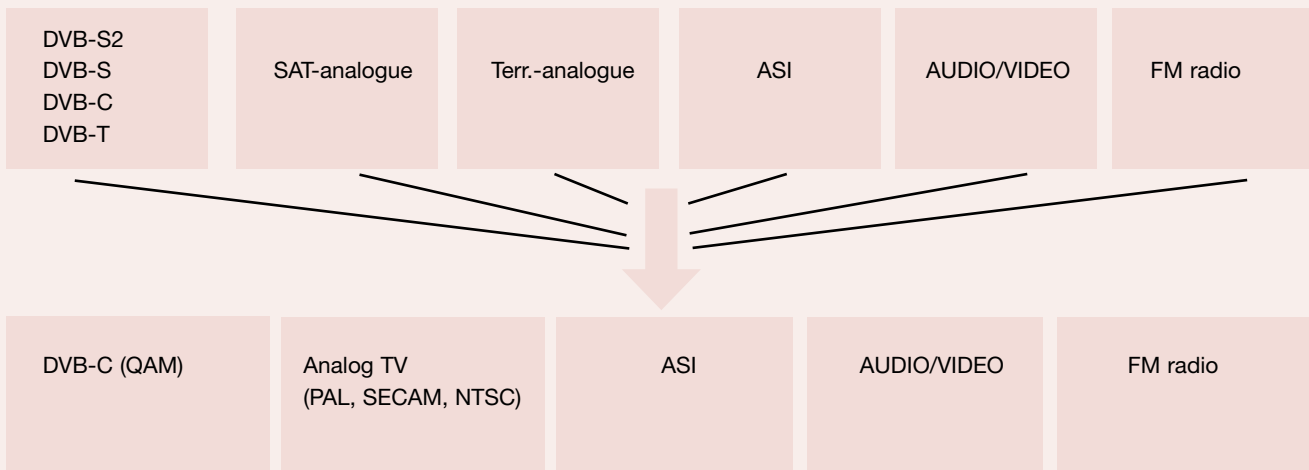 DVB-S2
DVB-S
DVB-C
DVB-T
SAT-analogue
Terr.-analogue
ASI
AUDIO/VIDEO
FM radio
DVB-C (QAM)
Analog TV
(PAL, SECAM, NTSC)
ASI
AUDIO/VIDEO
FM radio